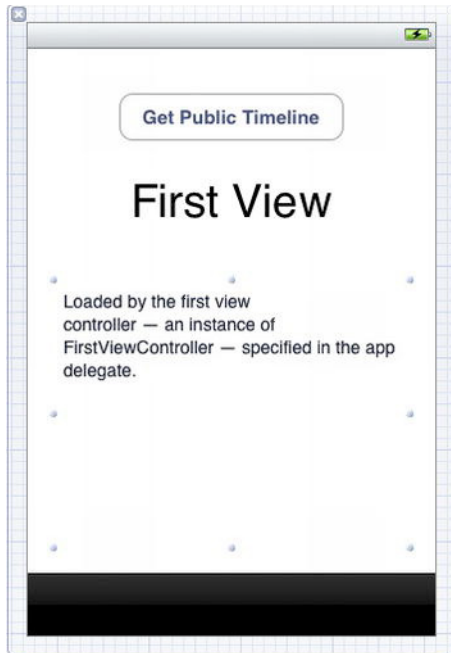 Get Public Timeline
First View
Loaded by the first view
controller — an instance of
FirstViewController — specified in the app
delegate.